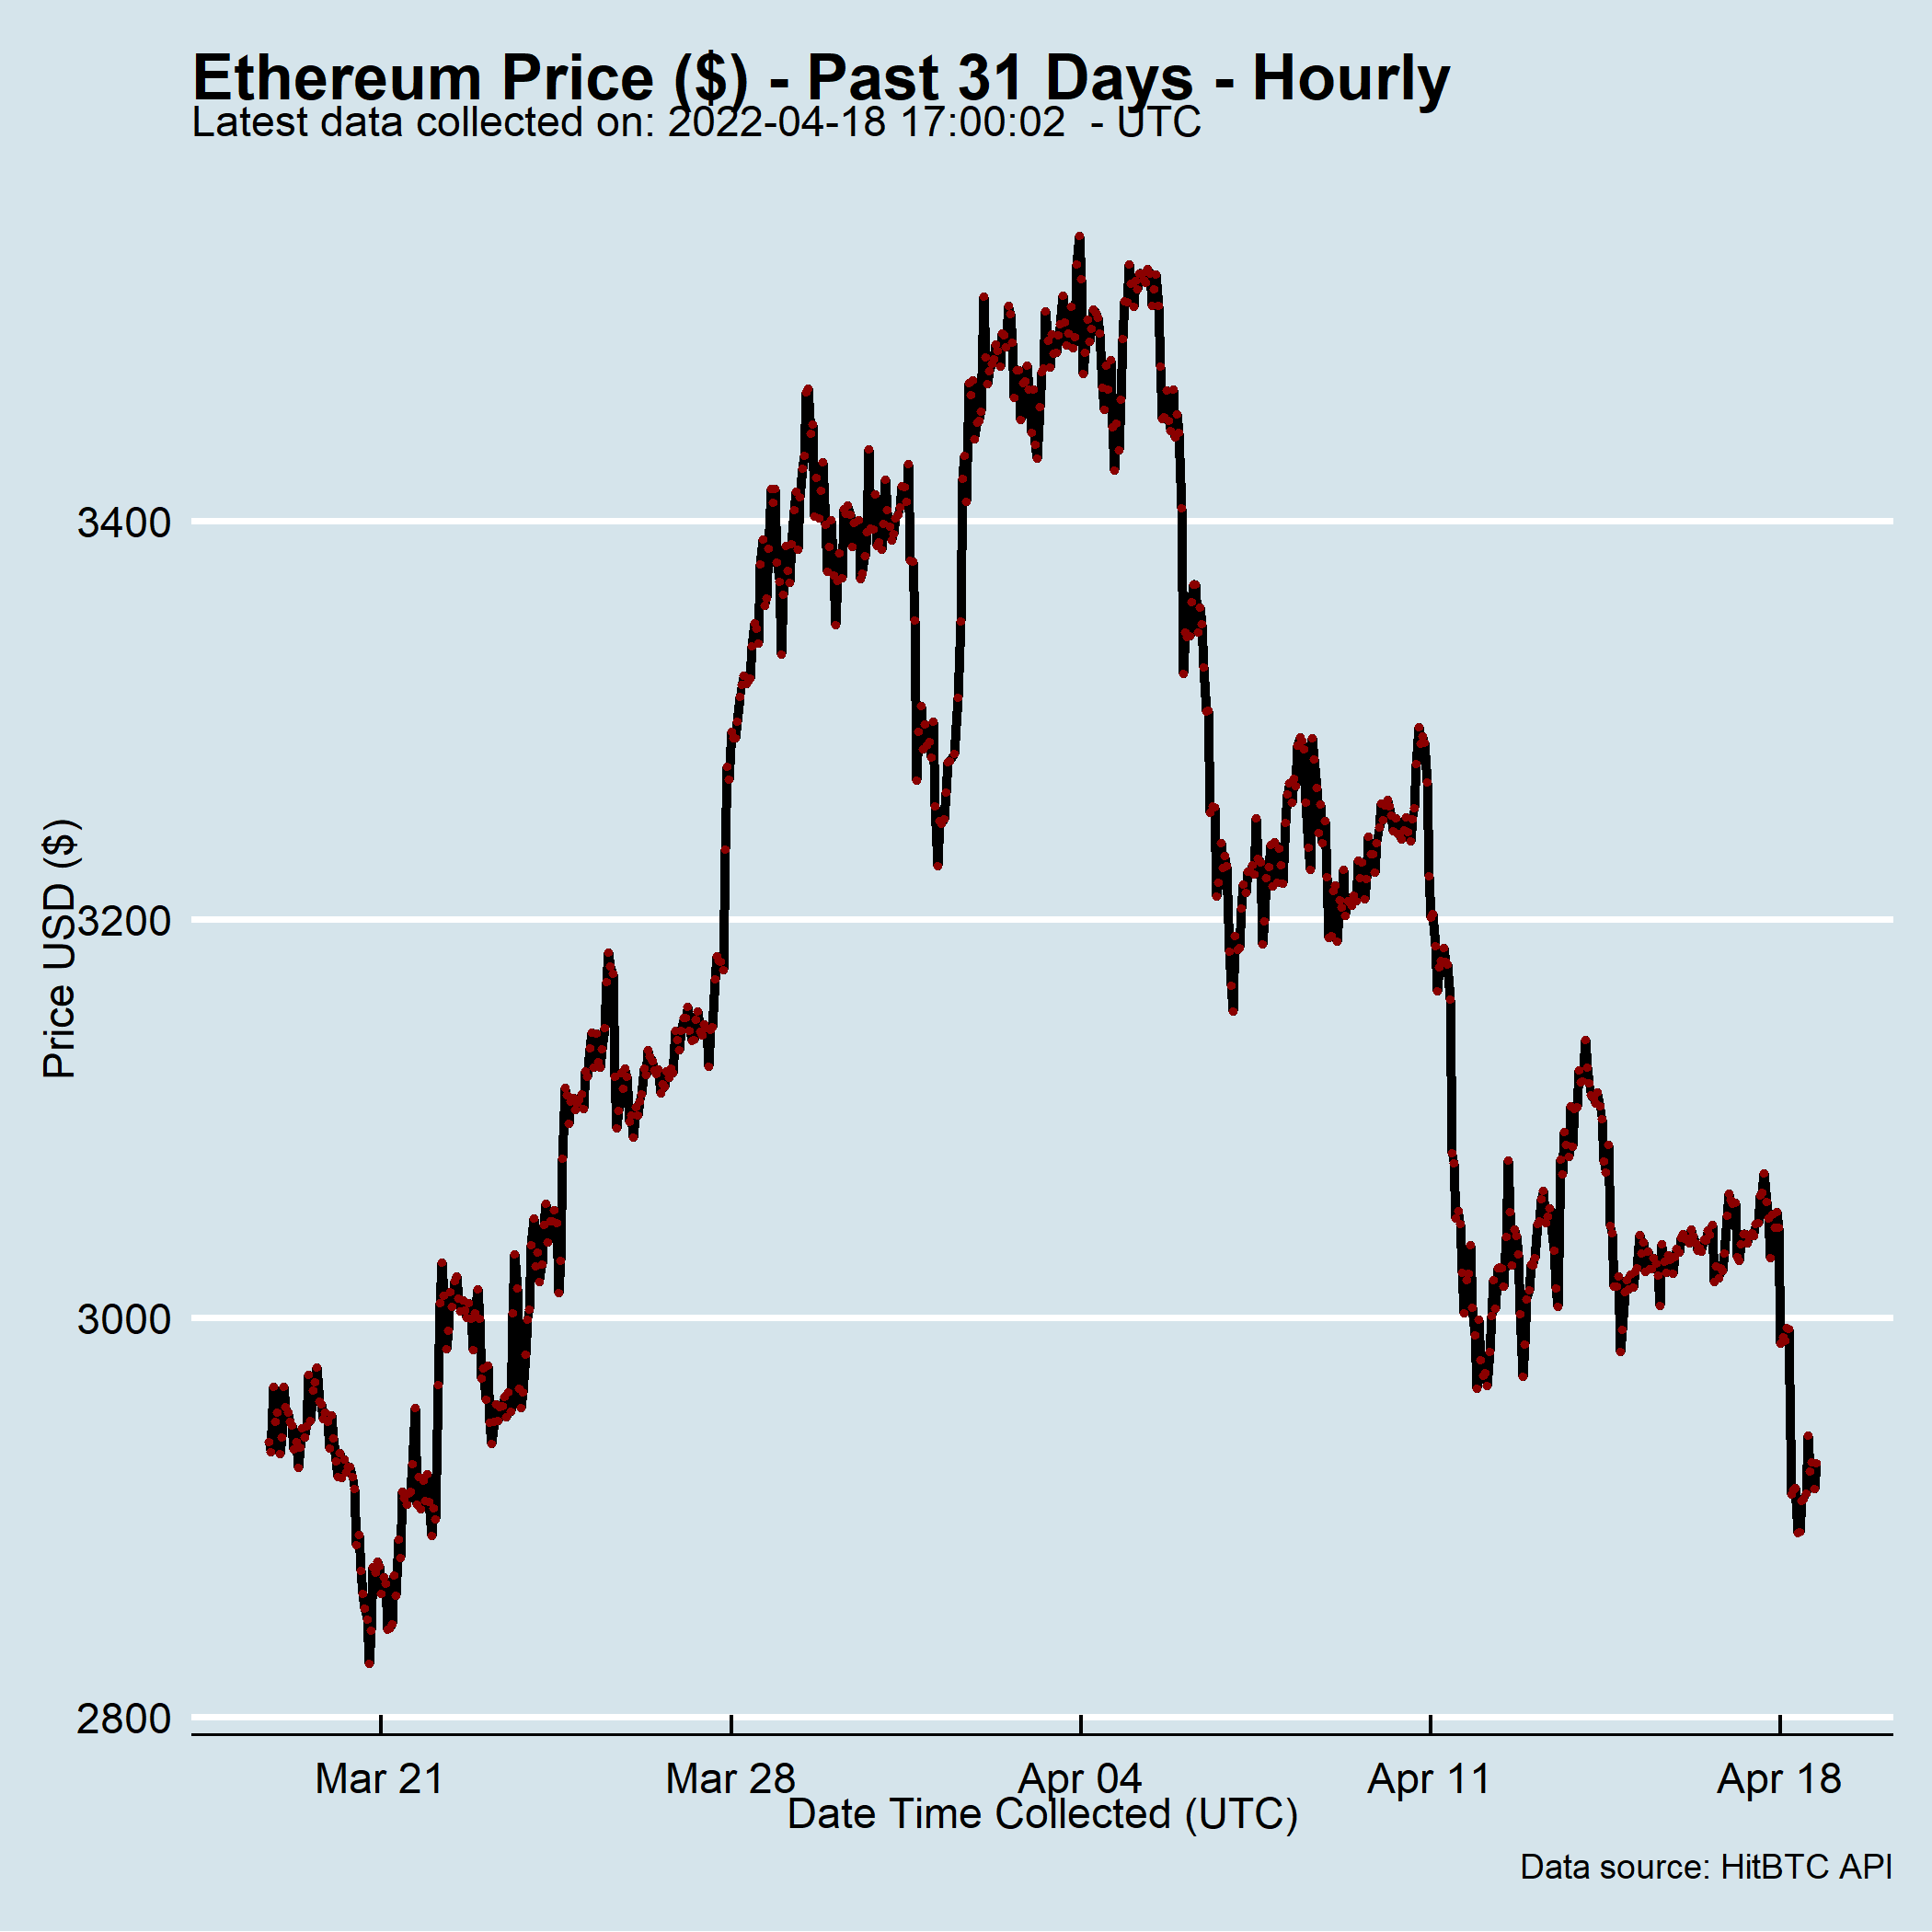 Ethereum Price ($) - Past 31 Days - Hourly
Latest data collected on: 2022-04-18 17:00:02  - UTC
Price USD ($)
3400
3200
3000
2800
Mar 21
Mar 28
Apr 04
Apr 11
Apr 18
Date Time Collected (UTC)
Data source: HitBTC API